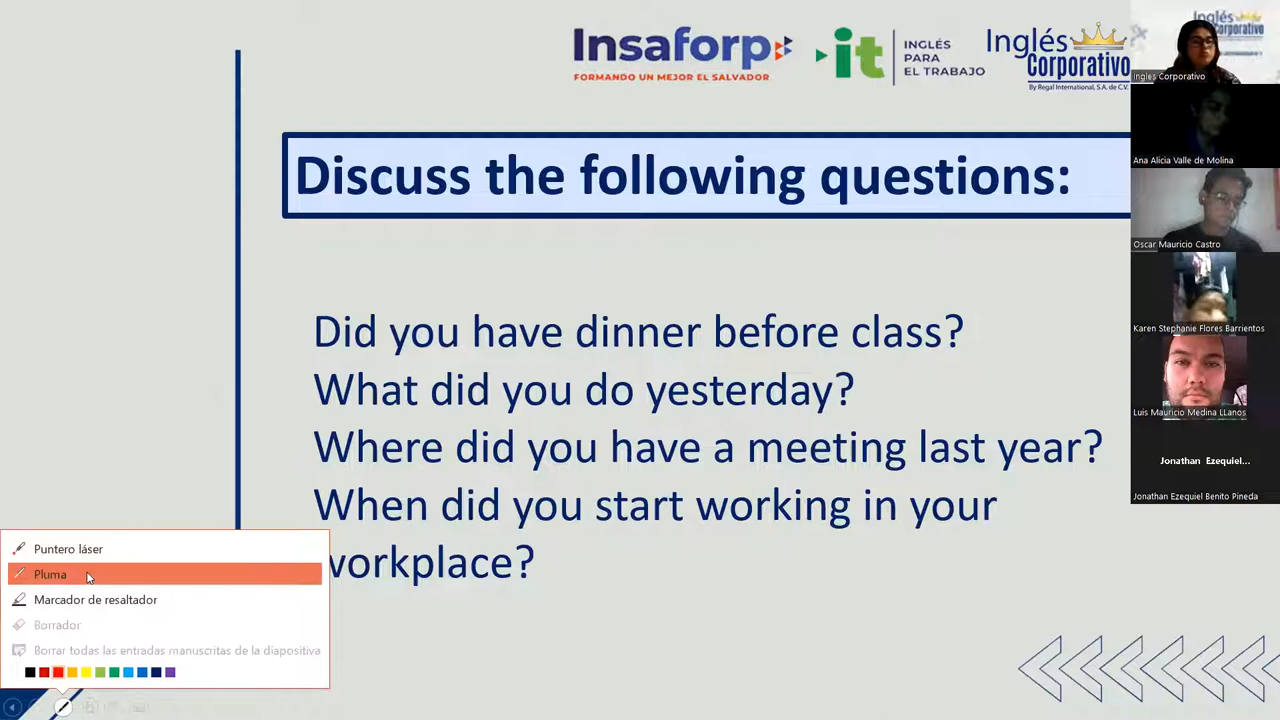 Insaforp
FORMANDO UN MEJOR EL SALVADOR
it
INGLÉS
PARA
EL TRABAJO
Inglés
Corporativo
By Regal International, S.A. de C.V.
Discuss the following questions:
Did you have dinner before class?
What did you do yesterday?
Where did you have a meeting last year?
When did you start working in your
workplace?
Puntero láser
Pluma
Marcador de resaltador
Borrador
Borrar todas las entradas manuscritas de la diapositiva
Inglés
Corporativo
Ingles Corporativo
Ana Alicia Valle de Molina
Oscar Mauricio Castro
Karen Stephanie Flores Barrientos
Luis Mauricio Medina LLanos
Jonathan Ezequiel...
Jonathan Ezequiel Benito Pineda